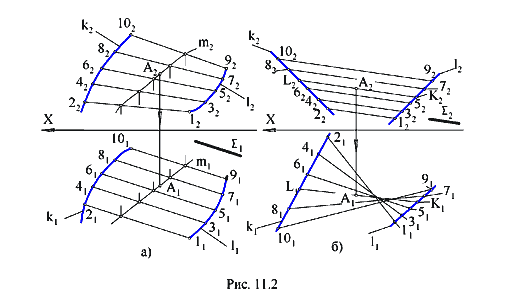 k₂ 10₂ 8₂ 6₂ 4₂ 2₂ A₂ m₂ 9₂ 7₂ 5₂ 3₂ 1₂ l₂
X
10₁ 8₁ 6₁ 4₁ 2₁ k₁ A₁ m₁ Σ₁ 9₁ 7₁ 5₁ 3₁ 1₁ l₁
а)
k₂ 10₂ 8₂ L₂ 6₂ 4₂ 2₂ A₂ 9₂ 7₂ K₂ 5₂ 3₂ 1₂ l₂ Σ₂
X
2₁ 4₁ 6₁ L₁ 8₁ 10₁ k₁ A₁ 9₁ 7₁ K₁ 5₁ 3₁ 1₁ l₁
б)
Рис. 11.2